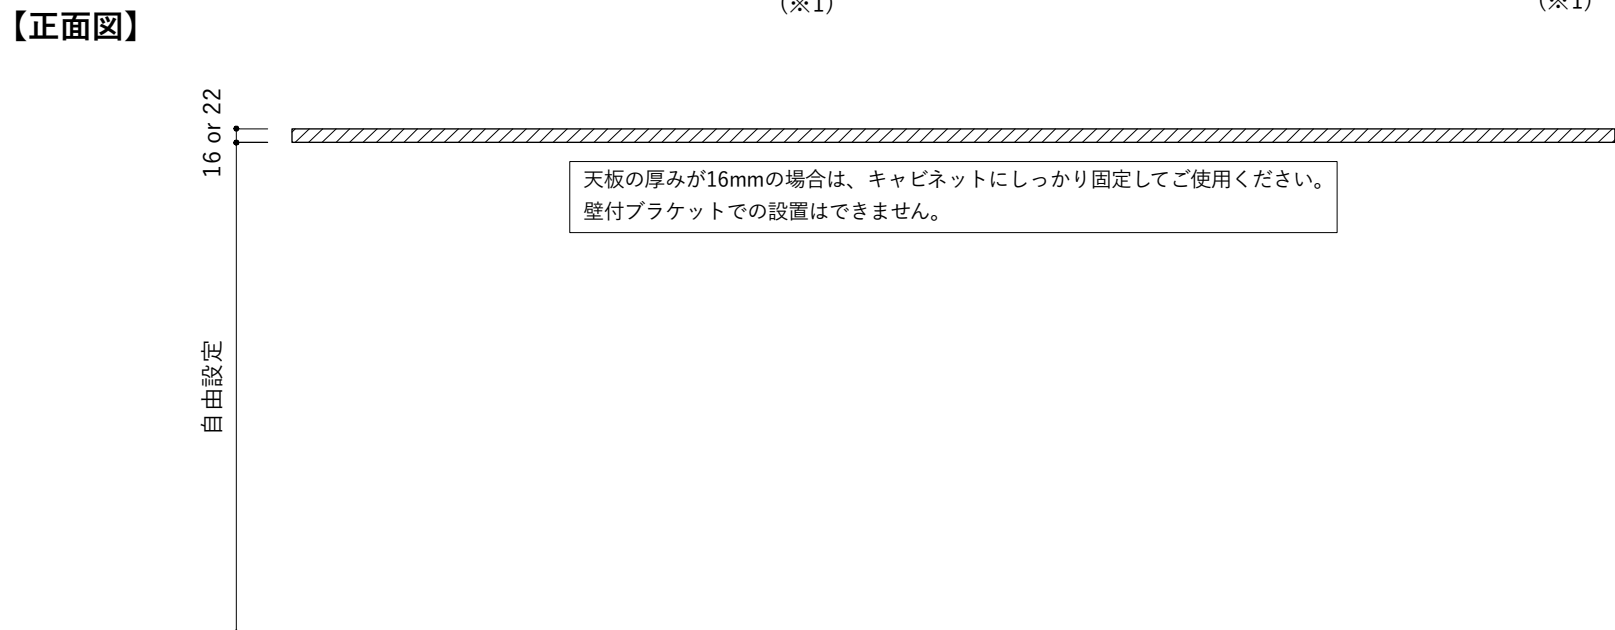 (※1)
(※1)
【正面図】
16 or 22
天板の厚みが16mmの場合は、キャビネットにしっかり固定してご使用ください。
壁付ブラケットでの設置はできません。
自由設定